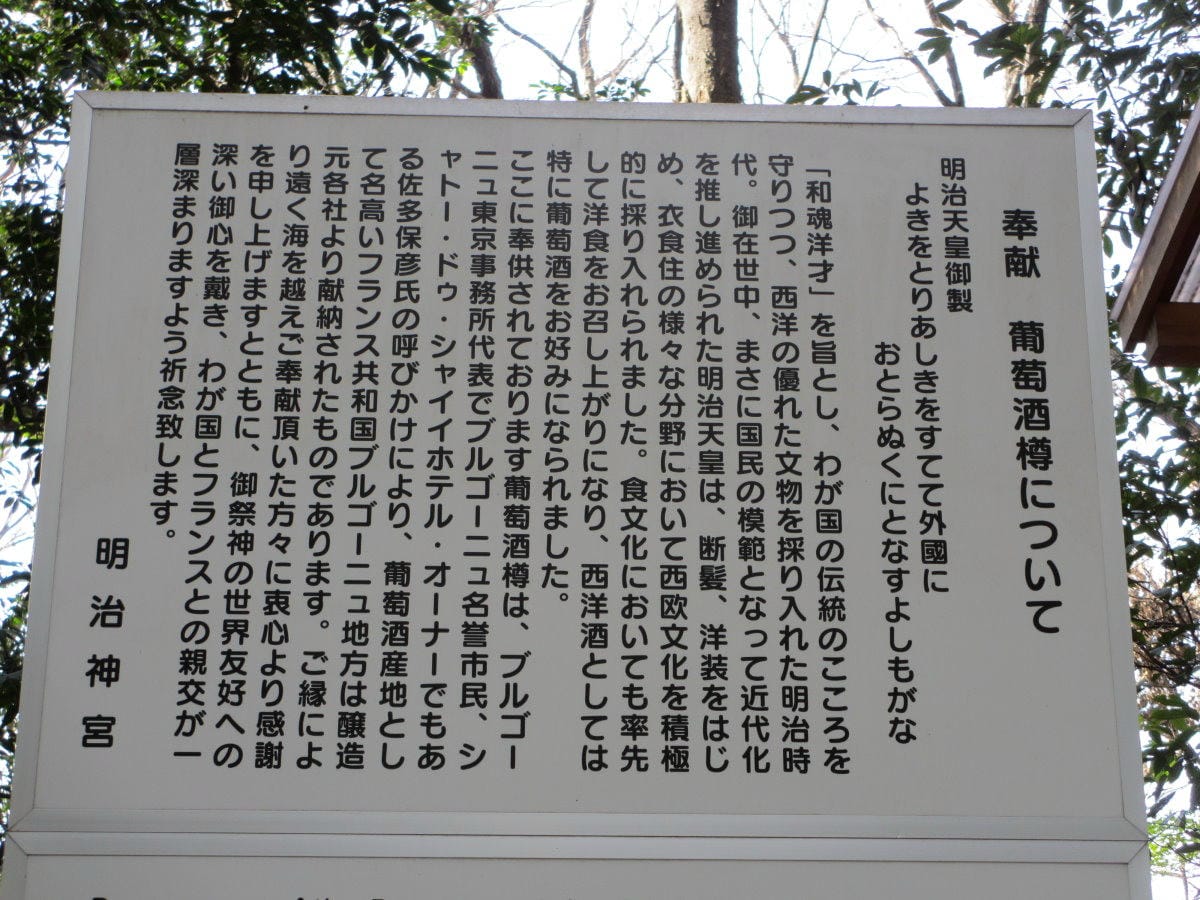 奉献　葡萄酒樽について
明治天皇御製
よきをとりあしきをすてて外國に
おとらぬくにとなすよしもがな
「和魂洋才」を旨とし、わが国の伝統のこころを
守りつつ、西洋の優れた文物を採り入れた明治時
代。御在世中、まさに国民の模範となって近代化
を推し進められた明治天皇は、断髪、洋装をはじ
め、衣食住の様々な分野において西欧文化を積極
的に採り入れられました。食文化においても率先
して洋食をお召し上がりになり、西洋酒としては
特に葡萄酒をお好みになられました。
ここに奉供されております葡萄酒樽は、ブルゴー
ニュ東京事務所代表でブルゴーニュ名誉市民、シ
ャトー・ドゥ・シャイイホテル・オーナーでもあ
る佐多保彦氏の呼びかけにより、葡萄酒産地とし
て名高いフランス共和国ブルゴーニュ地方は醸造
元各社より献納されたものであります。ご縁によ
り遠く海を越えご奉献頂いた方々に衷心より感謝
を申し上げますとともに、御祭神の世界友好への
深い御心を戴き、わが国とフランスとの親交が一
層深まりますよう祈念致します。
明治神宮